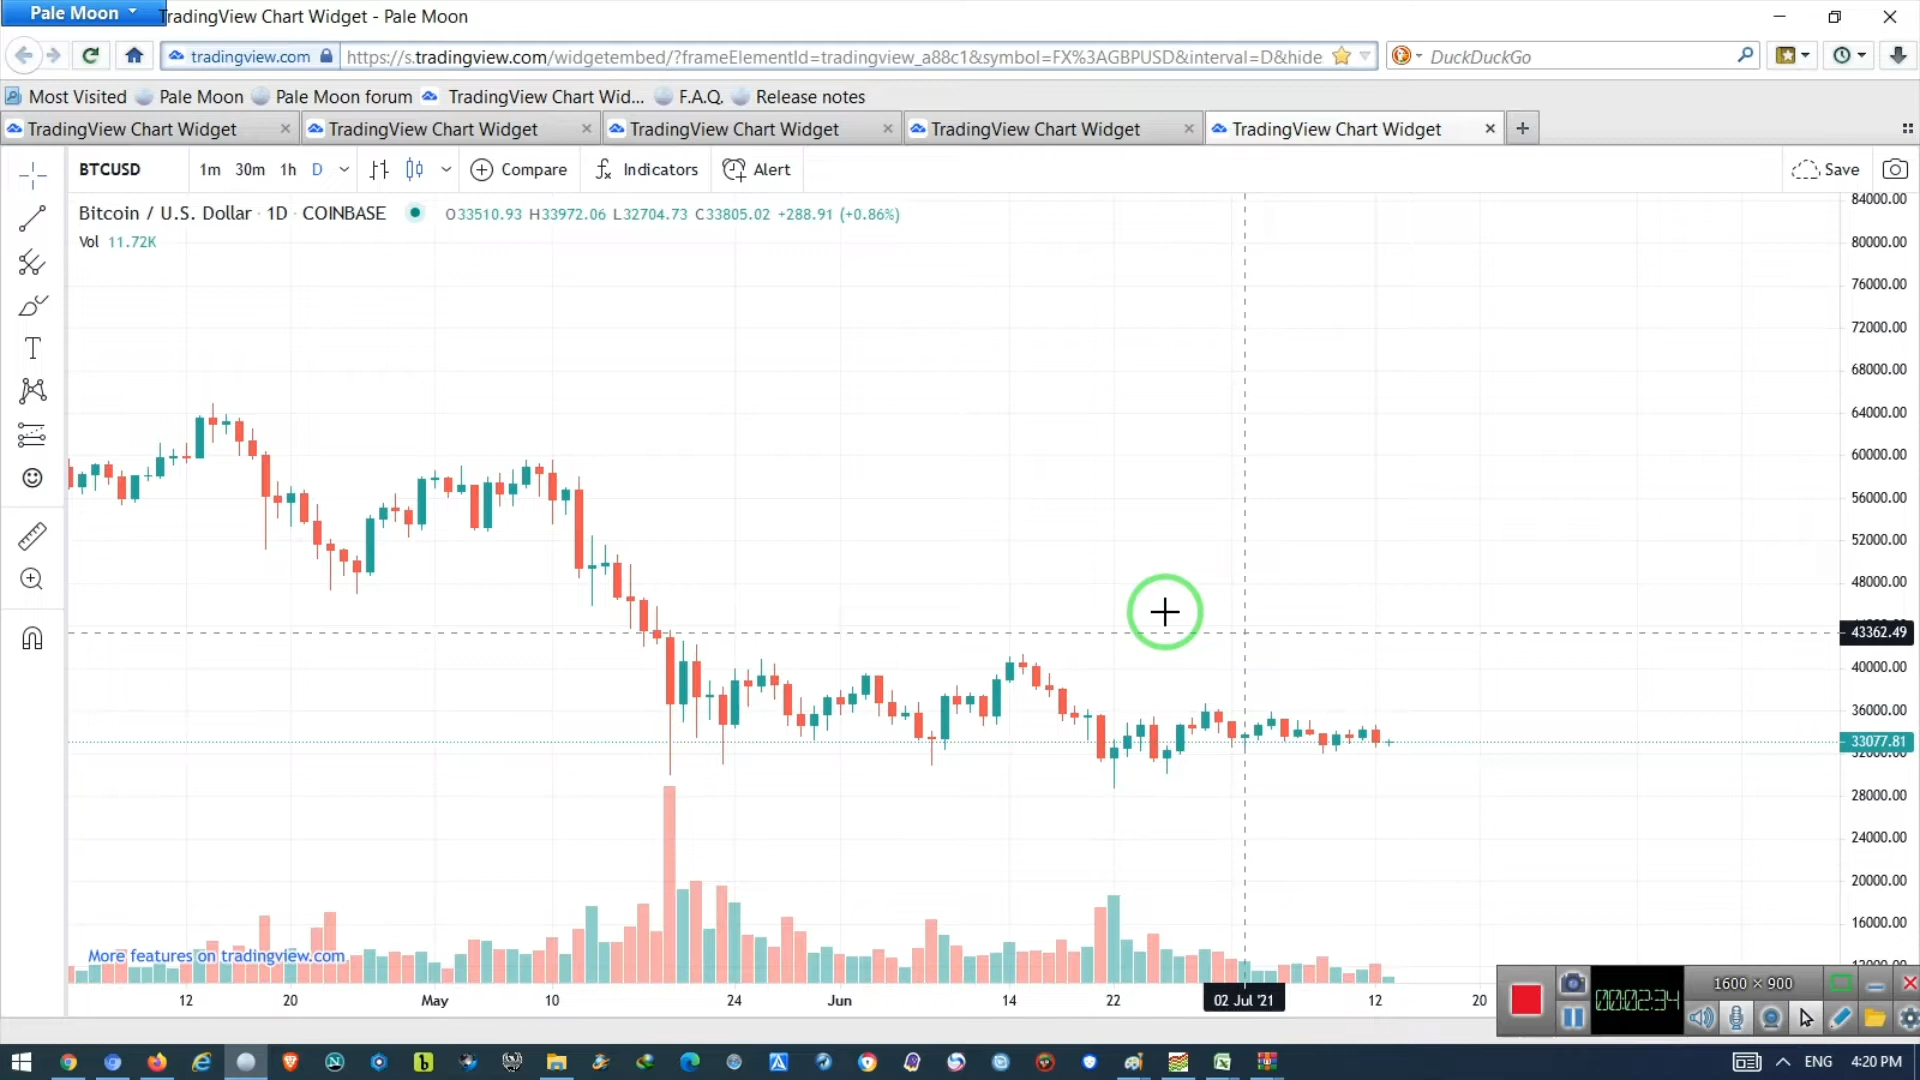 Pale Moon
TradingView Chart Widget - Pale Moon
tradingview.com
https://s.tradingview.com/widgetembed/?frameElementId=tradingview_a88c1&symbol=FX%3AGBPUSD&interval=D&hide
DuckDuckGo
Most Visited
Pale Moon
Pale Moon forum
TradingView Chart Wid...
F.A.Q.
Release notes
TradingView Chart Widget
TradingView Chart Widget
TradingView Chart Widget
TradingView Chart Widget
TradingView Chart Widget
BTCUSD
1m 30m 1h D
Compare
Indicators
Alert
Save
Bitcoin / U.S. Dollar · 1D · COINBASE
O33510.93 H33972.06 L32704.73 C33805.02 +288.91 (+0.86%)
Vol 11.72K
84000.00
80000.00
76000.00
72000.00
68000.00
64000.00
60000.00
56000.00
52000.00
48000.00
43362.49
40000.00
36000.00
33077.81
28000.00
24000.00
20000.00
16000.00
12000.00
More features on tradingview.com
12 20 May 10 24 Jun 14 22 02 Jul '21 12 20
1600 × 900
00:02:34
ENG
4:20 PM